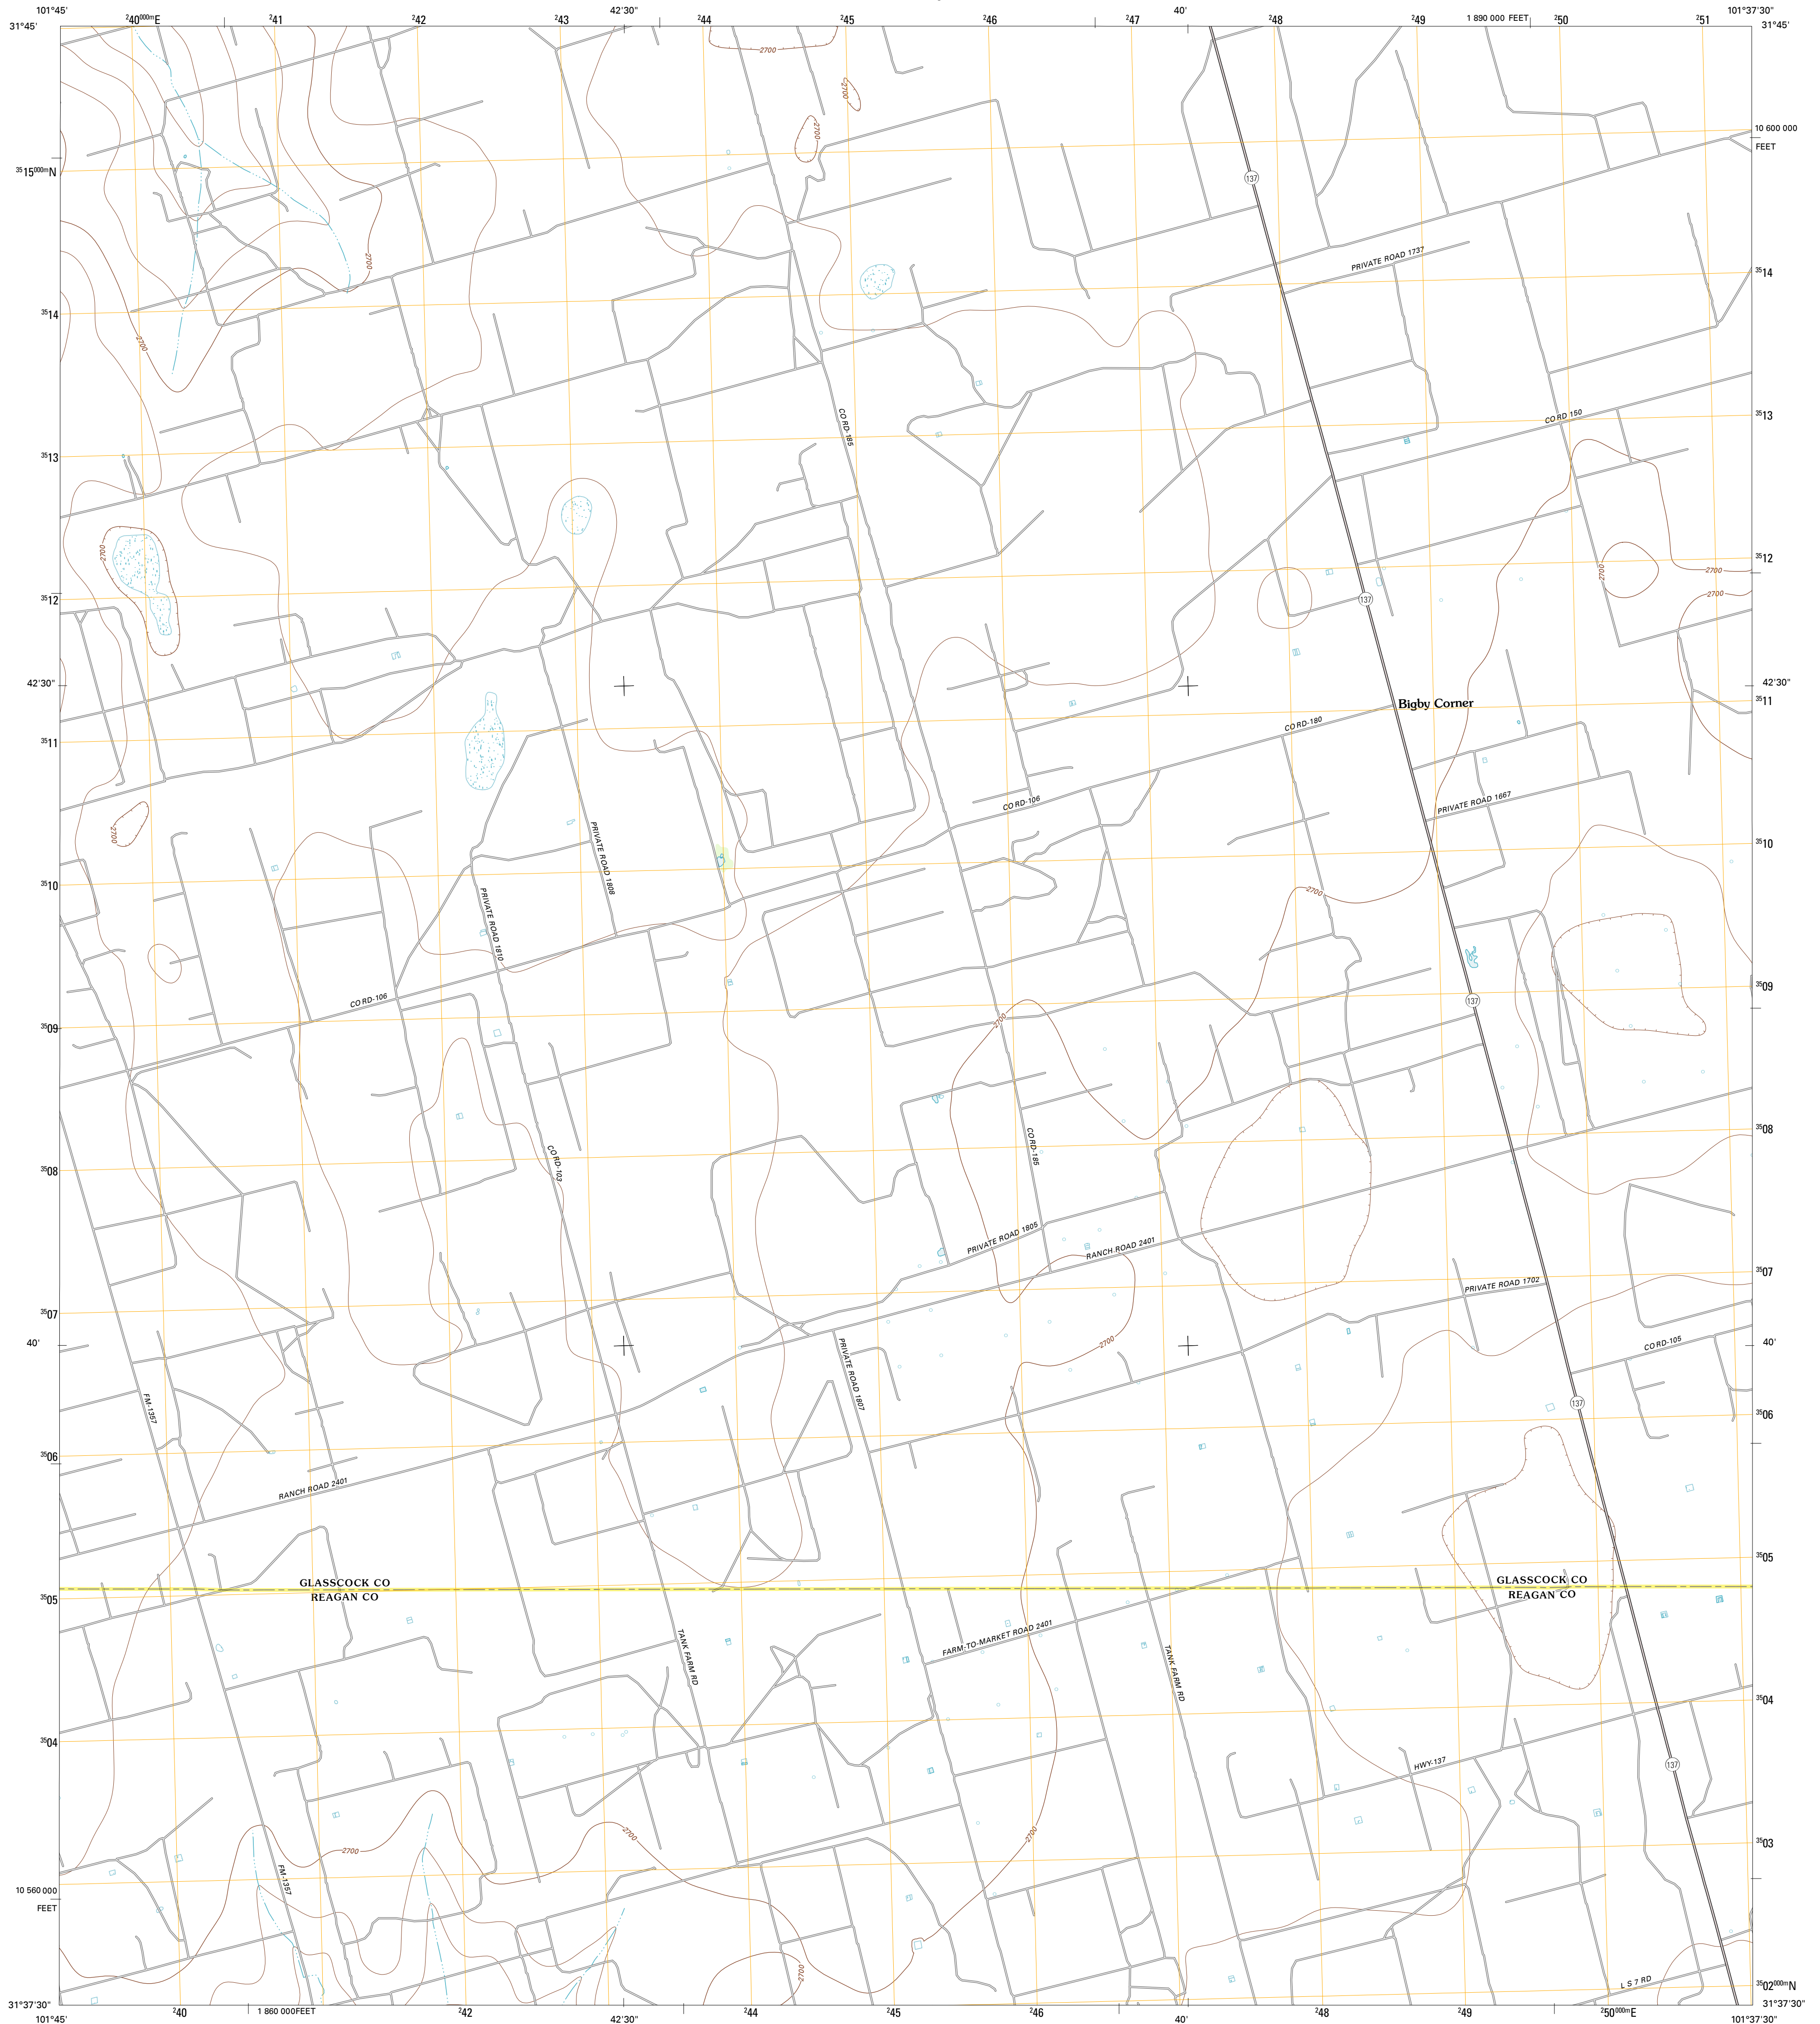 101°45'
²40⁰⁰⁰ᵐE
²41
²42
²43
42'30"
²44
²45
²46
²47
40'
²48
²49
1 890 000 FEET
²50
²51
101°37'30"
31°45'
31°45'
2700
2700
2700
10 600 000
FEET
³⁵15⁰⁰⁰ᵐN
137
2700
PRIVATE ROAD 1737
³⁵14
³⁵14
2700
CO RD-185
CO RD 150
³⁵13
³⁵13
2700
³⁵12
2700
2700
2700
³⁵12
137
42'30"
42'30"
³⁵11
Bigby Corner
CO RD-180
³⁵11
PRIVATE ROAD 1667
CO RD-106
2700
PRIVATE ROAD 1808
³⁵10
³⁵10
2700
PRIVATE ROAD 1810
CO RD-106
³⁵09
137
2700
³⁵09
³⁵08
CO RD-185
CO RD-103
³⁵08
PRIVATE ROAD 1805
RANCH ROAD 2401
³⁵07
PRIVATE ROAD 1702
³⁵07
40'
2700
CO RD-105
40'
PRIVATE ROAD 1807
FM-1357
137
³⁵06
³⁵06
RANCH ROAD 2401
³⁵05
GLASSCOCK CO
GLASSCOCK CO
REAGAN CO
REAGAN CO
³⁵05
TANK FARM RD
FARM-TO-MARKET ROAD 2401
TANK FARM RD
³⁵04
³⁵04
HWY-137
137
2700
2700
2700
³⁵03
FM-1357
10 560 000
FEET
2700
L S 7 RD
³⁵02⁰⁰⁰ᵐN
31°37'30"
31°37'30"
101°45'
²40
1 860 000FEET
²42
42'30"
²44
²45
²46
40'
²48
²49
²50⁰⁰⁰ᵐE
101°37'30"